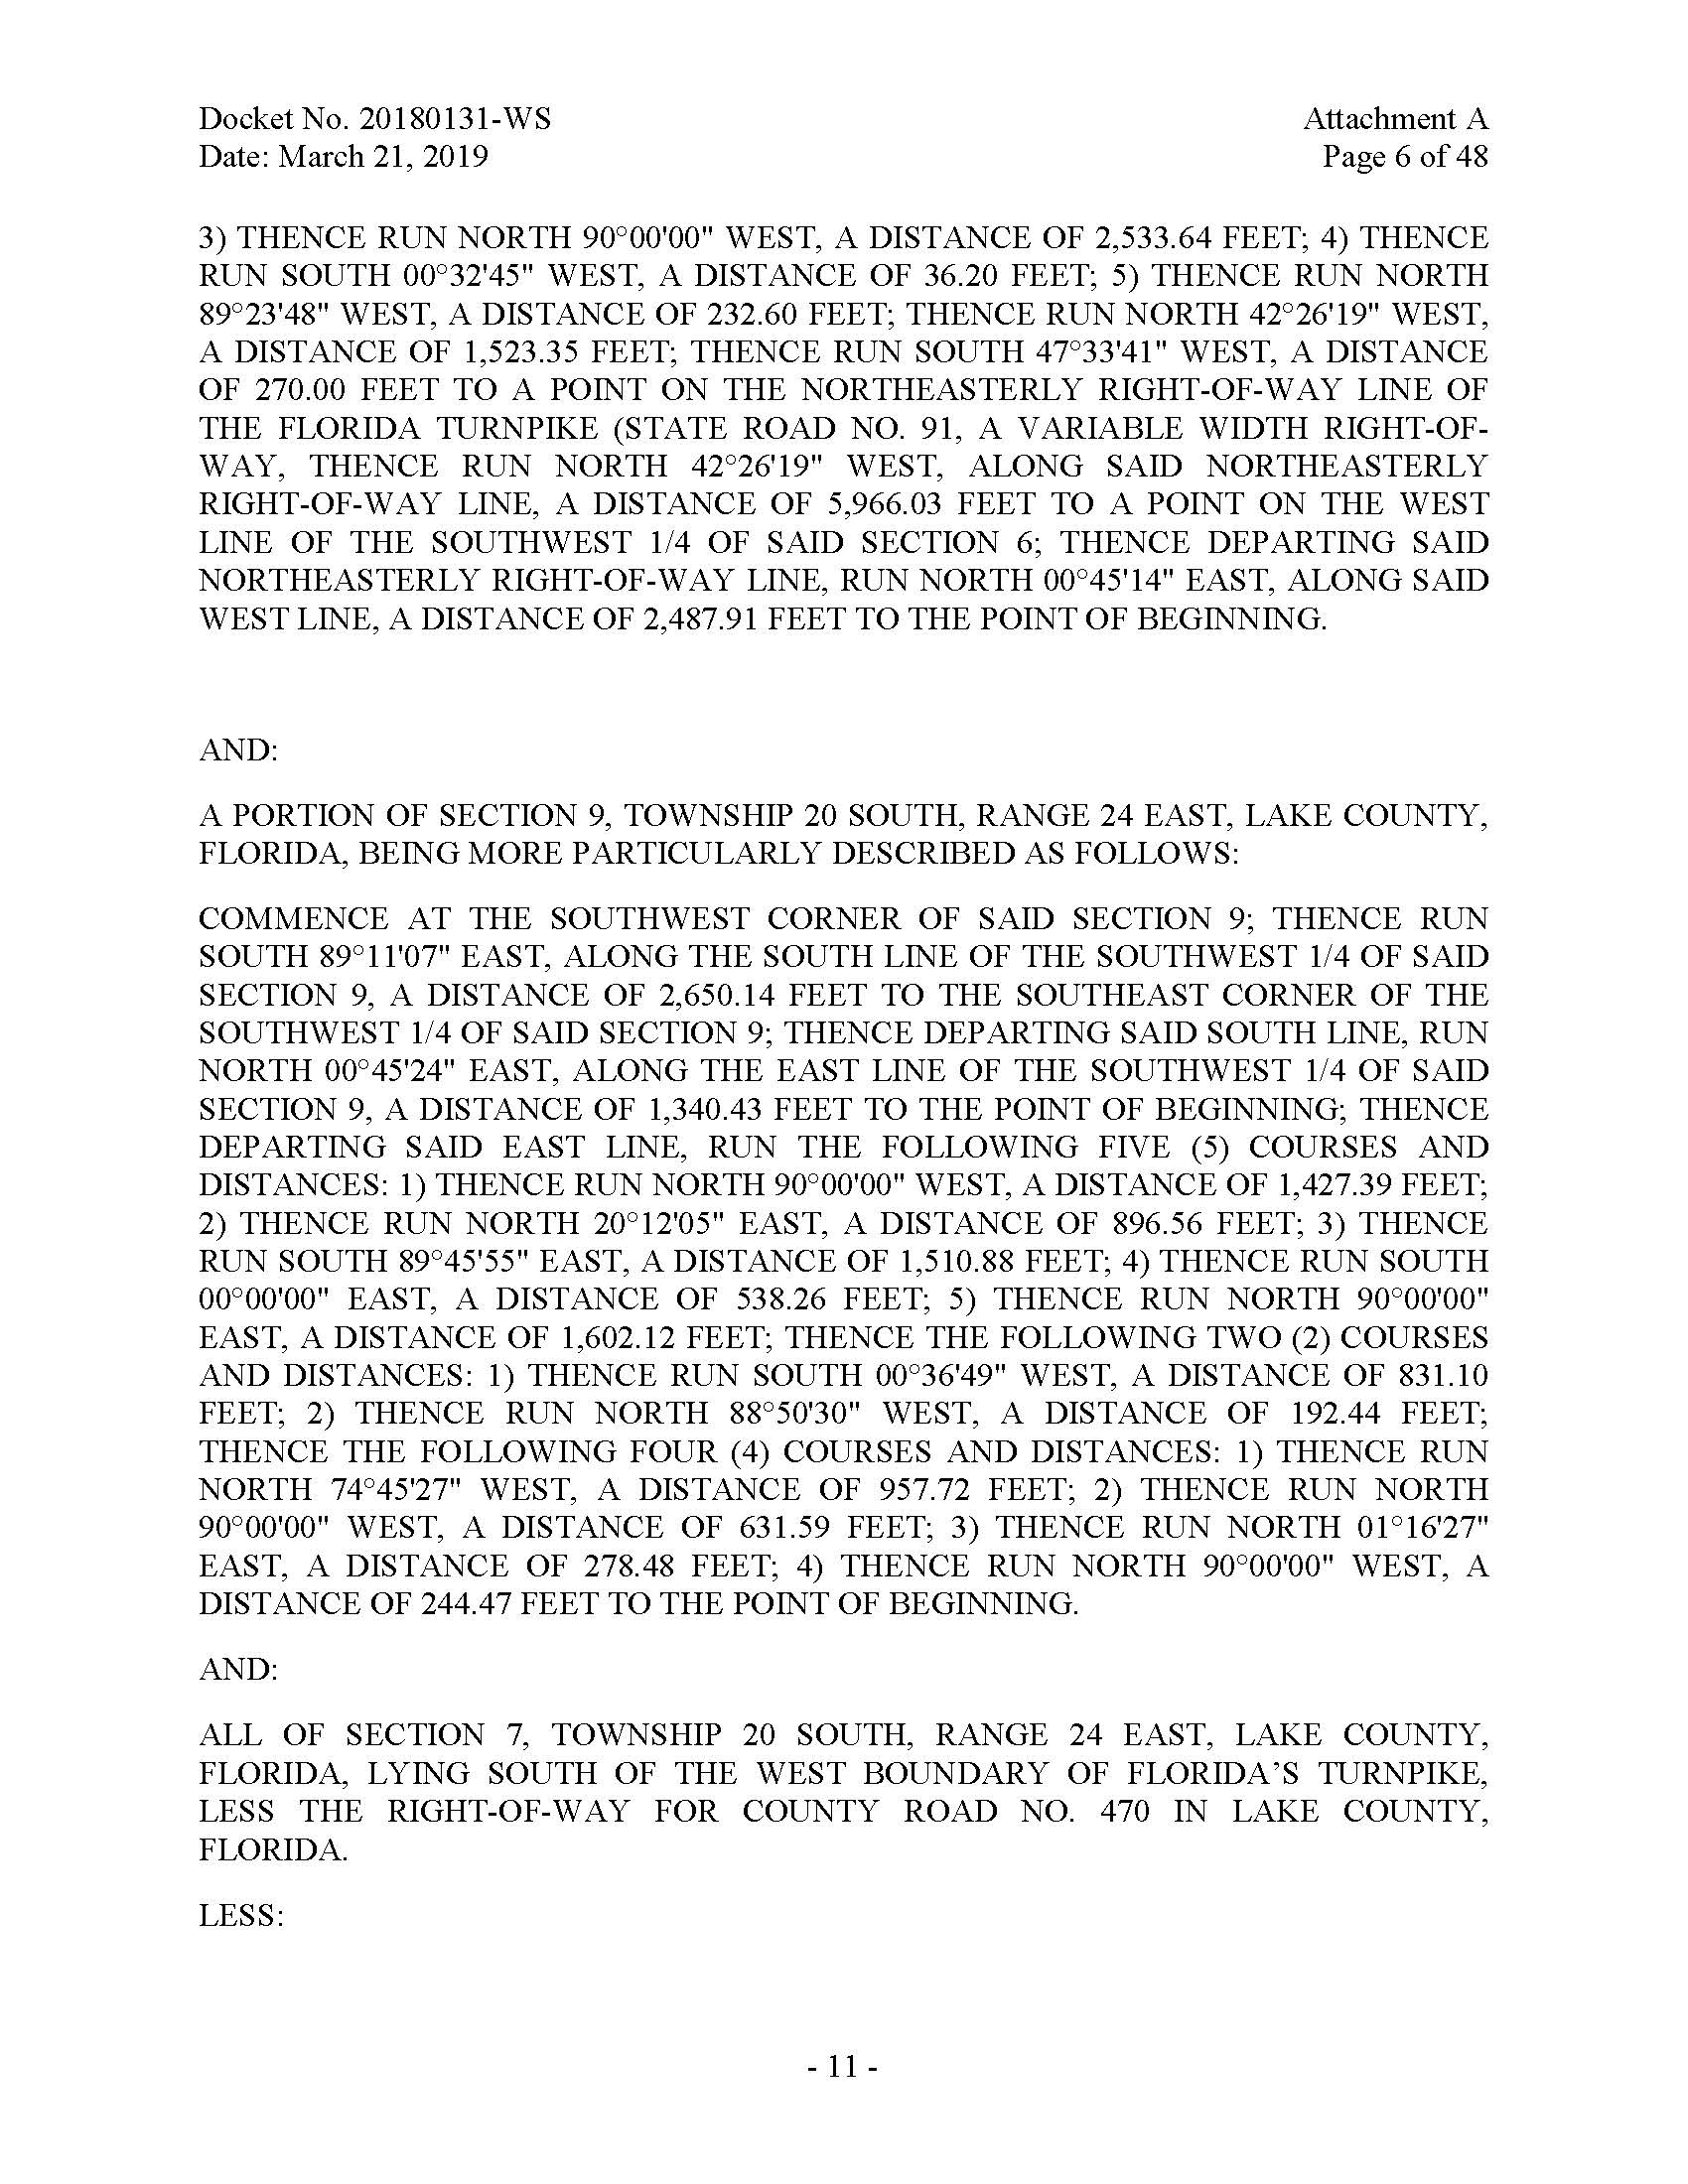 Docket No. 20180131-WS
Date: March 21, 2019
Attachment A
Page 6 of 48
3) THENCE RUN NORTH 90°00'00" WEST, A DISTANCE OF 2,533.64 FEET; 4) THENCE
RUN SOUTH 00°32'45" WEST, A DISTANCE OF 36.20 FEET; 5) THENCE RUN NORTH
89°23'48" WEST, A DISTANCE OF 232.60 FEET; THENCE RUN NORTH 42°26'19" WEST,
A DISTANCE OF 1,523.35 FEET; THENCE RUN SOUTH 47°33'41" WEST, A DISTANCE
OF 270.00 FEET TO A POINT ON THE NORTHEASTERLY RIGHT-OF-WAY LINE OF
THE FLORIDA TURNPIKE (STATE ROAD NO. 91, A VARIABLE WIDTH RIGHT-OF-
WAY, THENCE RUN NORTH 42°26'19" WEST, ALONG SAID NORTHEASTERLY
RIGHT-OF-WAY LINE, A DISTANCE OF 5,966.03 FEET TO A POINT ON THE WEST
LINE OF THE SOUTHWEST 1/4 OF SAID SECTION 6; THENCE DEPARTING SAID
NORTHEASTERLY RIGHT-OF-WAY LINE, RUN NORTH 00°45'14" EAST, ALONG SAID
WEST LINE, A DISTANCE OF 2,487.91 FEET TO THE POINT OF BEGINNING.
AND:
A PORTION OF SECTION 9, TOWNSHIP 20 SOUTH, RANGE 24 EAST, LAKE COUNTY,
FLORIDA, BEING MORE PARTICULARLY DESCRIBED AS FOLLOWS:
COMMENCE AT THE SOUTHWEST CORNER OF SAID SECTION 9; THENCE RUN
SOUTH 89°11'07" EAST, ALONG THE SOUTH LINE OF THE SOUTHWEST 1/4 OF SAID
SECTION 9, A DISTANCE OF 2,650.14 FEET TO THE SOUTHEAST CORNER OF THE
SOUTHWEST 1/4 OF SAID SECTION 9; THENCE DEPARTING SAID SOUTH LINE, RUN
NORTH 00°45'24" EAST, ALONG THE EAST LINE OF THE SOUTHWEST 1/4 OF SAID
SECTION 9, A DISTANCE OF 1,340.43 FEET TO THE POINT OF BEGINNING; THENCE
DEPARTING SAID EAST LINE, RUN THE FOLLOWING FIVE (5) COURSES AND
DISTANCES: 1) THENCE RUN NORTH 90°00'00" WEST, A DISTANCE OF 1,427.39 FEET;
2) THENCE RUN NORTH 20°12'05" EAST, A DISTANCE OF 896.56 FEET; 3) THENCE
RUN SOUTH 89°45'55" EAST, A DISTANCE OF 1,510.88 FEET; 4) THENCE RUN SOUTH
00°00'00" EAST, A DISTANCE OF 538.26 FEET; 5) THENCE RUN NORTH 90°00'00"
EAST, A DISTANCE OF 1,602.12 FEET; THENCE THE FOLLOWING TWO (2) COURSES
AND DISTANCES: 1) THENCE RUN SOUTH 00°36'49" WEST, A DISTANCE OF 831.10
FEET; 2) THENCE RUN NORTH 88°50'30" WEST, A DISTANCE OF 192.44 FEET;
THENCE THE FOLLOWING FOUR (4) COURSES AND DISTANCES: 1) THENCE RUN
NORTH 74°45'27" WEST, A DISTANCE OF 957.72 FEET; 2) THENCE RUN NORTH
90°00'00" WEST, A DISTANCE OF 631.59 FEET; 3) THENCE RUN NORTH 01°16'27"
EAST, A DISTANCE OF 278.48 FEET; 4) THENCE RUN NORTH 90°00'00" WEST, A
DISTANCE OF 244.47 FEET TO THE POINT OF BEGINNING.
AND:
ALL OF SECTION 7, TOWNSHIP 20 SOUTH, RANGE 24 EAST, LAKE COUNTY,
FLORIDA, LYING SOUTH OF THE WEST BOUNDARY OF FLORIDA’S TURNPIKE,
LESS THE RIGHT-OF-WAY FOR COUNTY ROAD NO. 470 IN LAKE COUNTY,
FLORIDA.
LESS:
- 11 -